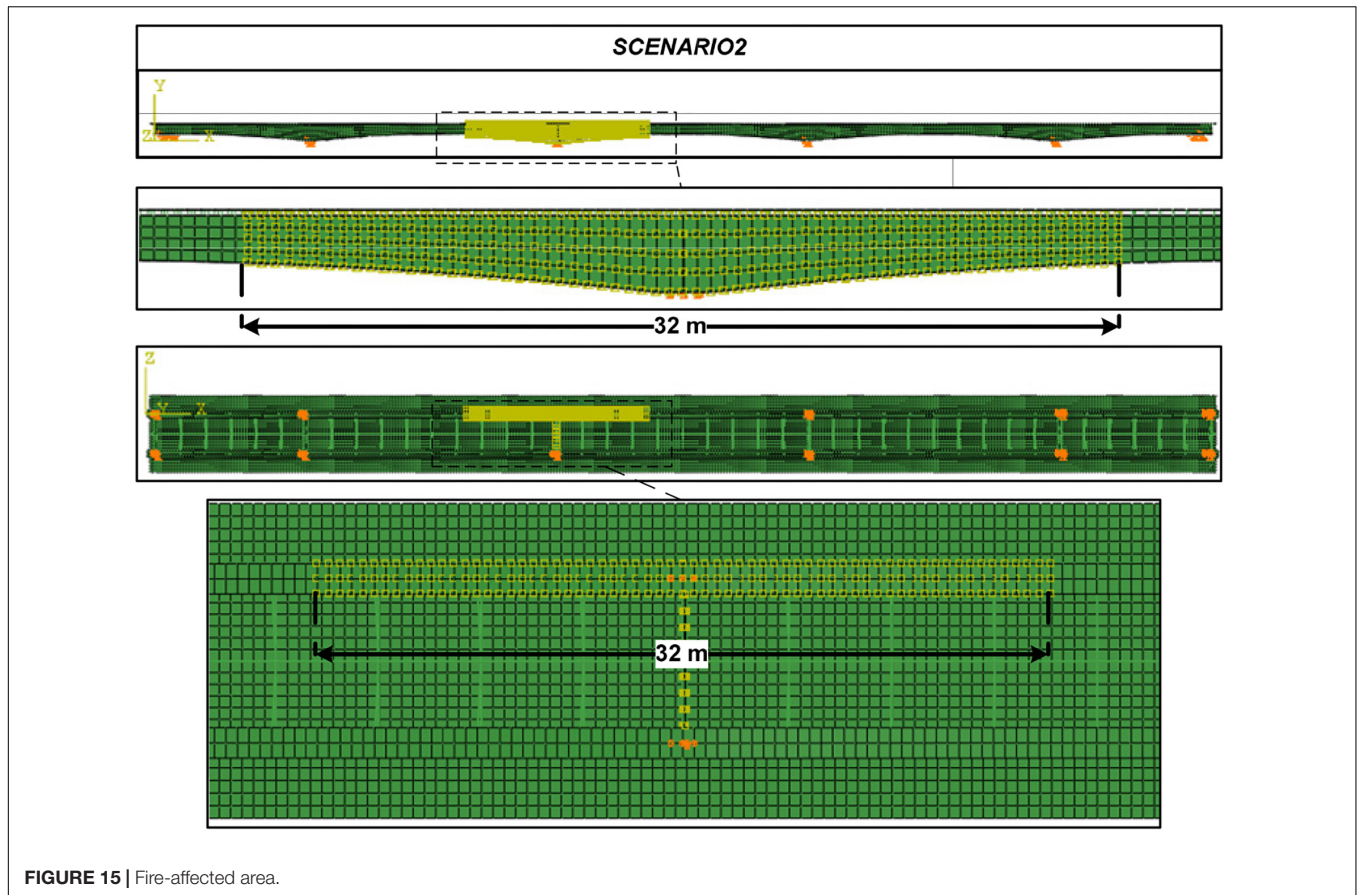 SCENARIO2
Y
Z X
32 m
Z
Y X
32 m
FIGURE 15 | Fire-affected area.